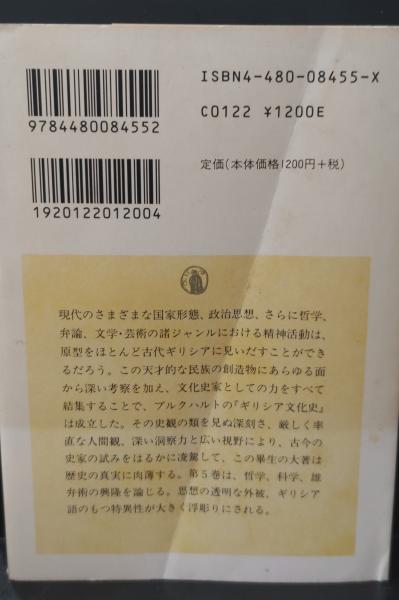 ISBN4-480-08455-X
C0122 ¥1200E
9784480084552
定価(本体価格1200円+税)
1920122012004
現代のさまざまな国家形態、政治思想、さらに哲学、
弁論、文学・芸術の諸ジャンルにおける精神活動は、
原型をほとんど古代ギリシアに見いだすことができ
るだろう。この天才的な民族の創造物にあらゆる面
から深い考察を加え、文化史家としての力をすべて
結集することで、ブルクハルトの『ギリシア文化史』
は成立した。その史観の類を見ぬ深刻さ、厳しく率
直な人間観。深い洞察力と広い視野により、古今の
史家の試みをはるかに凌駕して、この畢生の大著は
歴史の真実に肉薄する。第5巻は、哲学、科学、雄
弁術の興隆を論じる。思想の透明な外被、ギリシア
語のもつ特異性が大きく浮彫りにされる。